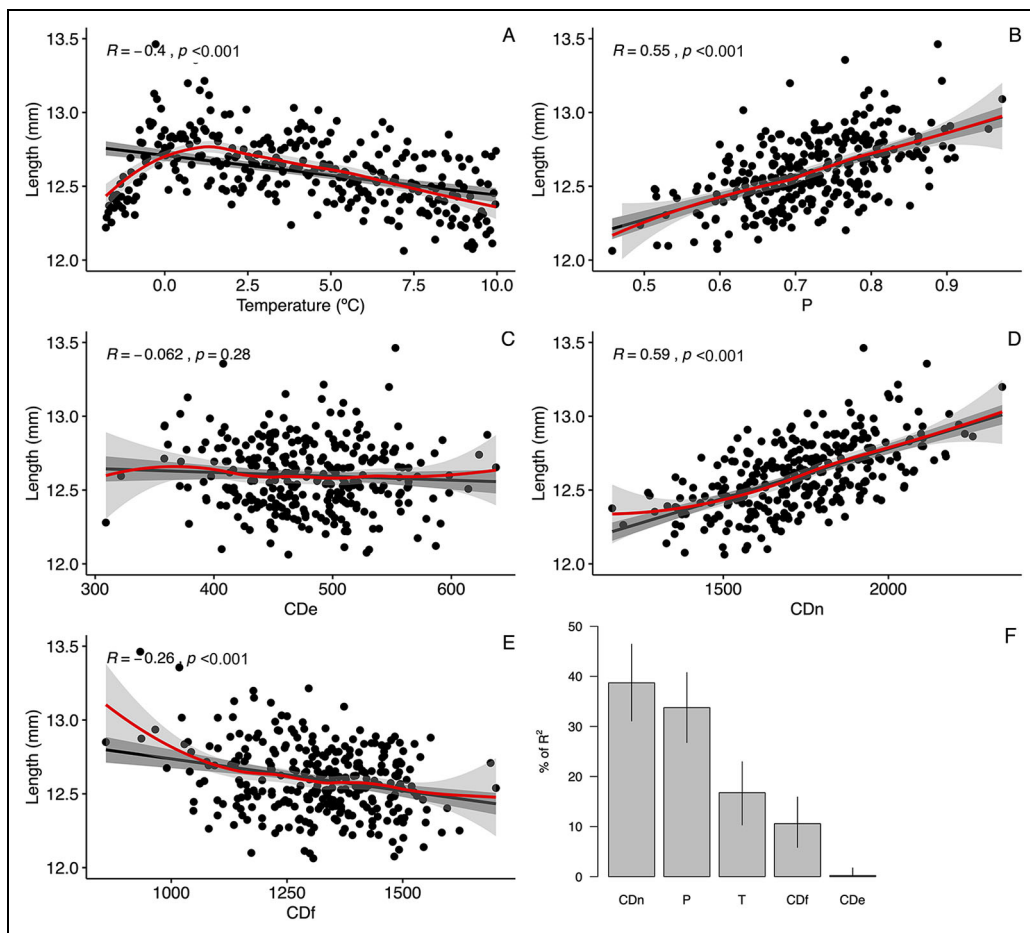 A
R = −0.4 , p <0.001
13.5
13.0
12.5
12.0
Length (mm)
0.0 2.5 5.0 7.5 10.0
Temperature (ºC)
B
R = 0.55 , p <0.001
13.5
13.0
12.5
12.0
Length (mm)
0.5 0.6 0.7 0.8 0.9
P
C
R = −0.062 , p = 0.28
13.5
13.0
12.5
12.0
Length (mm)
300 400 500 600
CDe
D
R = 0.59 , p <0.001
13.5
13.0
12.5
12.0
Length (mm)
1500 2000
CDn
E
R = −0.26 , p <0.001
13.5
13.0
12.5
12.0
Length (mm)
1000 1250 1500
CDf
F
50
40
30
20
10
0
% of R²
CDn P T CDf CDe